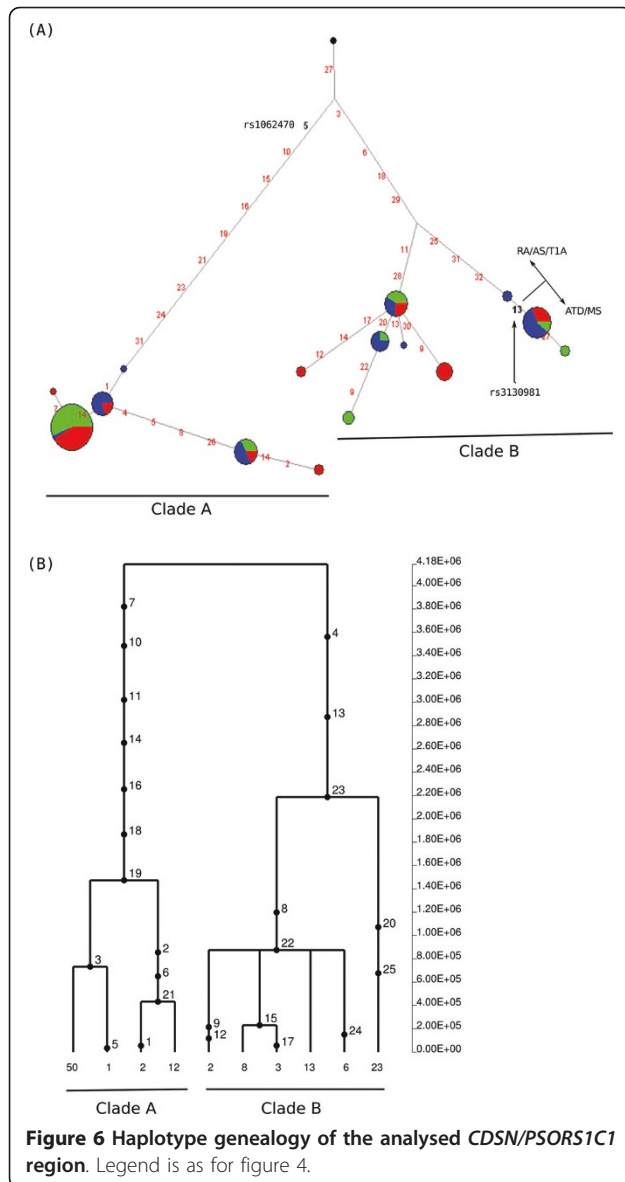 (A)
27
rs1062470 5
3
10
15
16
19
21
23
24
31
1
7
14
4
5
8
26
14 2
Clade A
6
18
29
11
25
31
32
28
17
20
13
30
14
12
22
9
9
RA/AS/T1A
13
ATD/MS
27
rs3130981
Clade B
(B)
7
10
11
14
16
18
19
3
2
6
21
5
1
4
13
23
8
22
20
25
9
12
15
17
24
50 1 2 12 2 8 3 13 6 23
Clade A Clade B
4.18E+06
4.00E+06
3.80E+06
3.60E+06
3.40E+06
3.20E+06
3.00E+06
2.80E+06
2.60E+06
2.40E+06
2.20E+06
2.00E+06
1.80E+06
1.60E+06
1.40E+06
1.20E+06
1.00E+06
8.00E+05
6.00E+05
4.00E+05
2.00E+05
0.00E+00
Figure 6 Haplotype genealogy of the analysed CDSN/PSORS1C1
region. Legend is as for figure 4.